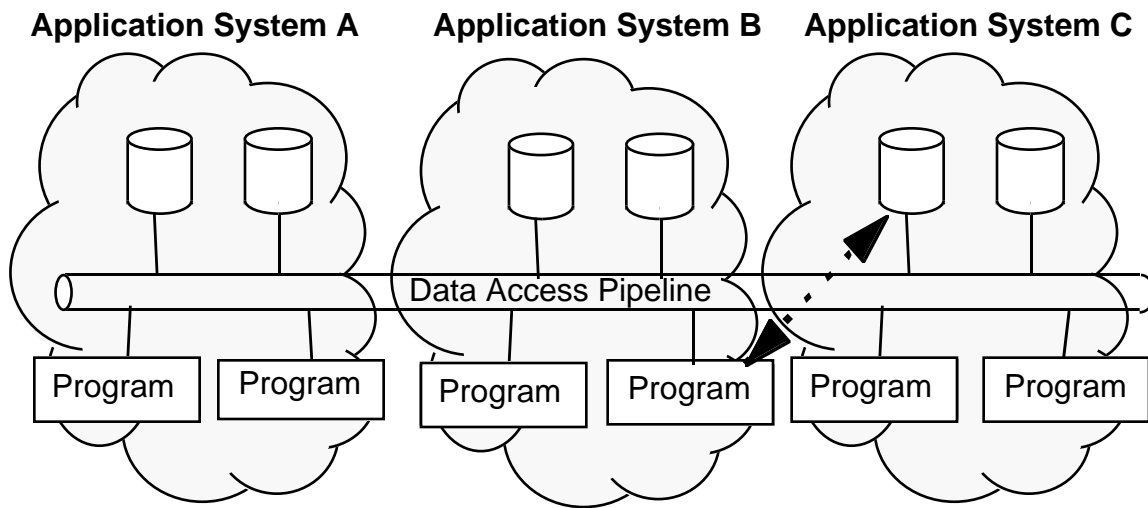 Application System A
Application System B
Application System C
Data Access Pipeline
Program
Program
Program
Program
Program
Program